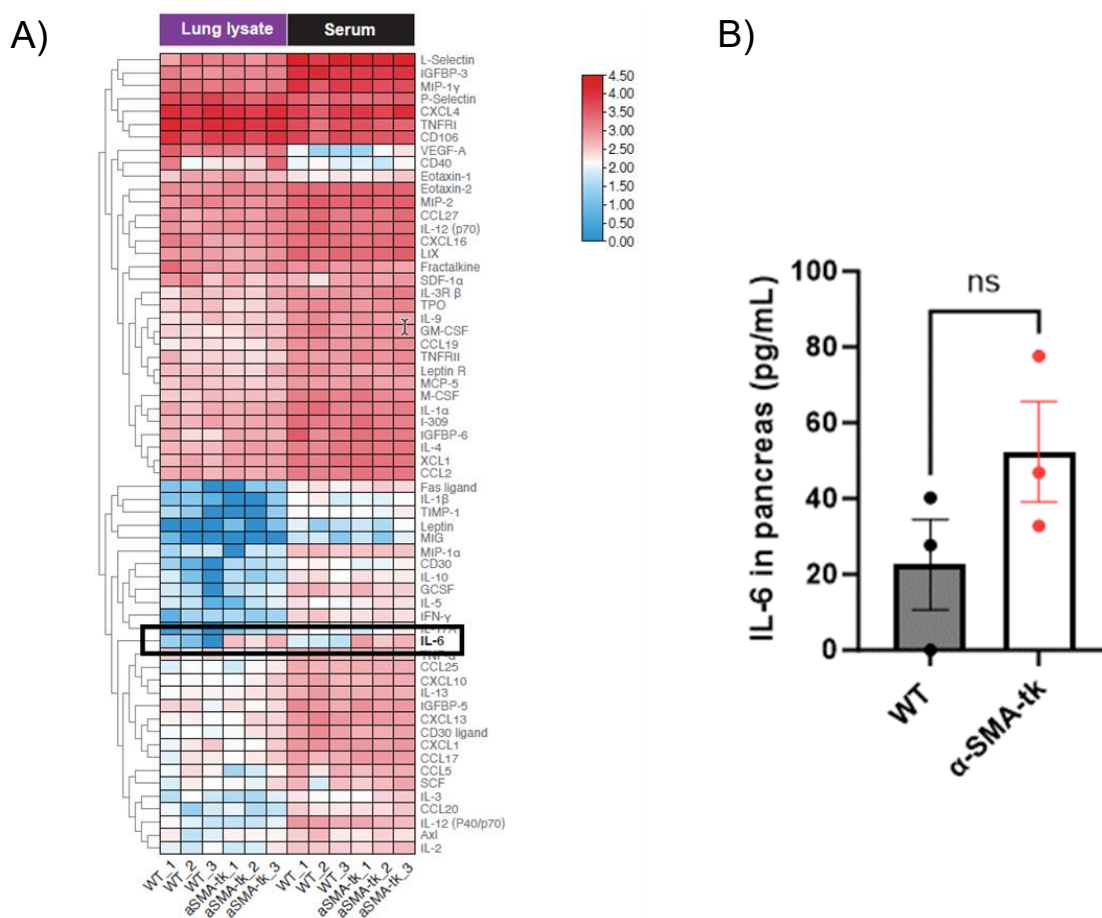 A)
Lung lysate Serum
L-Selectin
IGFBP-3
MIP-1γ
P-Selectin
CXCL4
TNFRI
CD106
VEGF-A
CD40
Eotaxin-1
Eotaxin-2
MIP-2
CCL27
IL-12 (p70)
CXCL16
LIX
Fractalkine
SDF-1α
IL-3R β
TPO
IL-9
GM-CSF
CCL19
TNFRII
Leptin R
MCP-5
M-CSF
IL-1α
I-309
IGFBP-6
IL-4
XCL1
CCL2
Fas ligand
IL-1β
TIMP-1
Leptin
MIG
MIP-1α
CD30
IL-10
GCSF
IL-5
IFN-γ
IL-17A
IL-6
TNF-α
CCL25
CXCL10
IL-13
IGFBP-5
CXCL13
CD30 ligand
CXCL1
CCL17
CCL5
SCF
IL-3
CCL20
IL-12 (P40/p70)
Axl
IL-2
WT_1 WT_2 WT_3 aSMA-tk_1 aSMA-tk_2 aSMA-tk_3 WT_1 WT_2 WT_3 aSMA-tk_1 aSMA-tk_2 aSMA-tk_3
4.50
4.00
3.50
3.00
2.50
2.00
1.50
1.00
0.50
0.00
B)
IL-6 in pancreas (pg/mL)
100
80
60
40
20
0
ns
WT α-SMA-tk